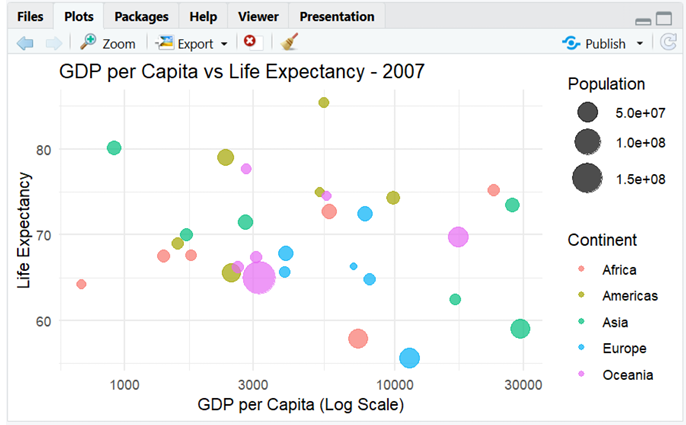 Files Plots Packages Help Viewer Presentation
Zoom Export Publish
GDP per Capita vs Life Expectancy - 2007
Life Expectancy
80
70
60
1000 3000 10000 30000
GDP per Capita (Log Scale)
Population
5.0e+07
1.0e+08
1.5e+08
Continent
Africa
Americas
Asia
Europe
Oceania